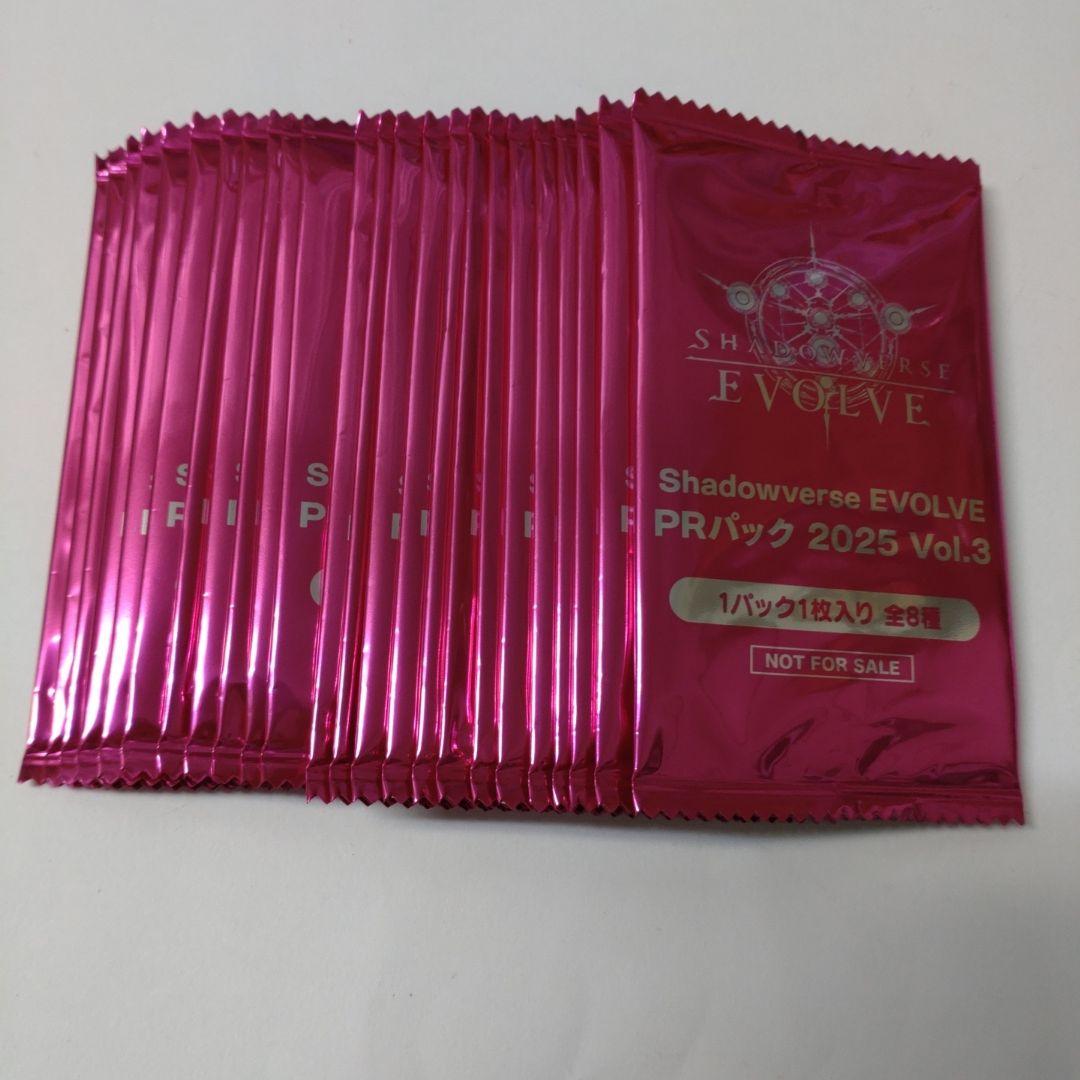 SHADOWVERSE
EVOLVE
Shadowverse EVOLVE
PRパック 2025 Vol.3
1パック1枚入り 全8種
NOT FOR SALE